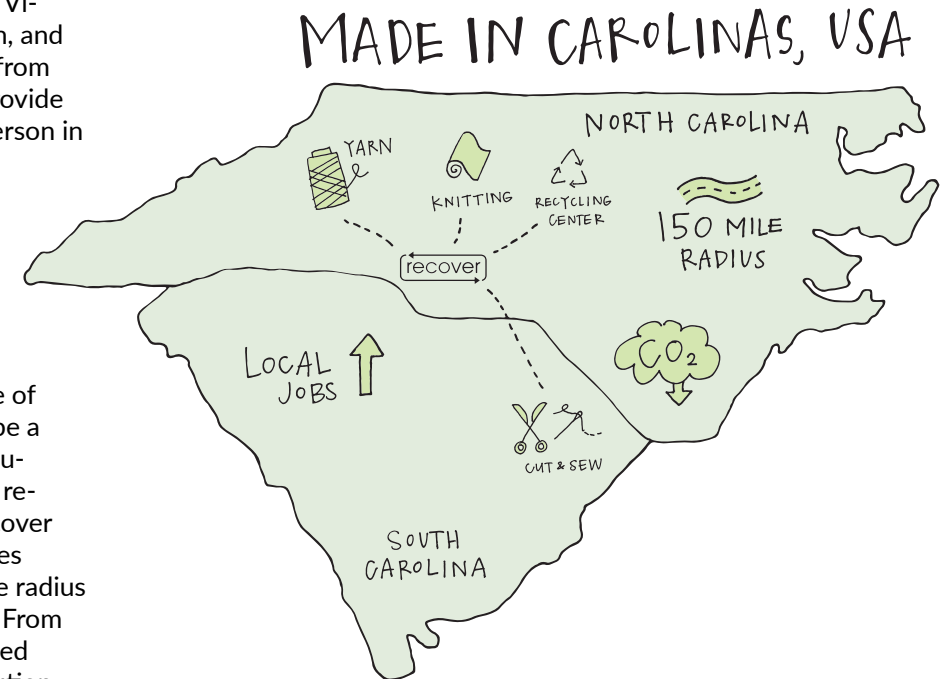 Vi-
, and
from
ovide
erson in
e of
be a
u-
re-
over
es
e radius
From
ed
MADE IN CAROLINAS, USA
NORTH CAROLINA
YARN
KNITTING
RECYCLING
CENTER
150 MILE
RADIUS
recover
LOCAL
JOBS
CO₂
CUT & SEW
SOUTH
CAROLINA